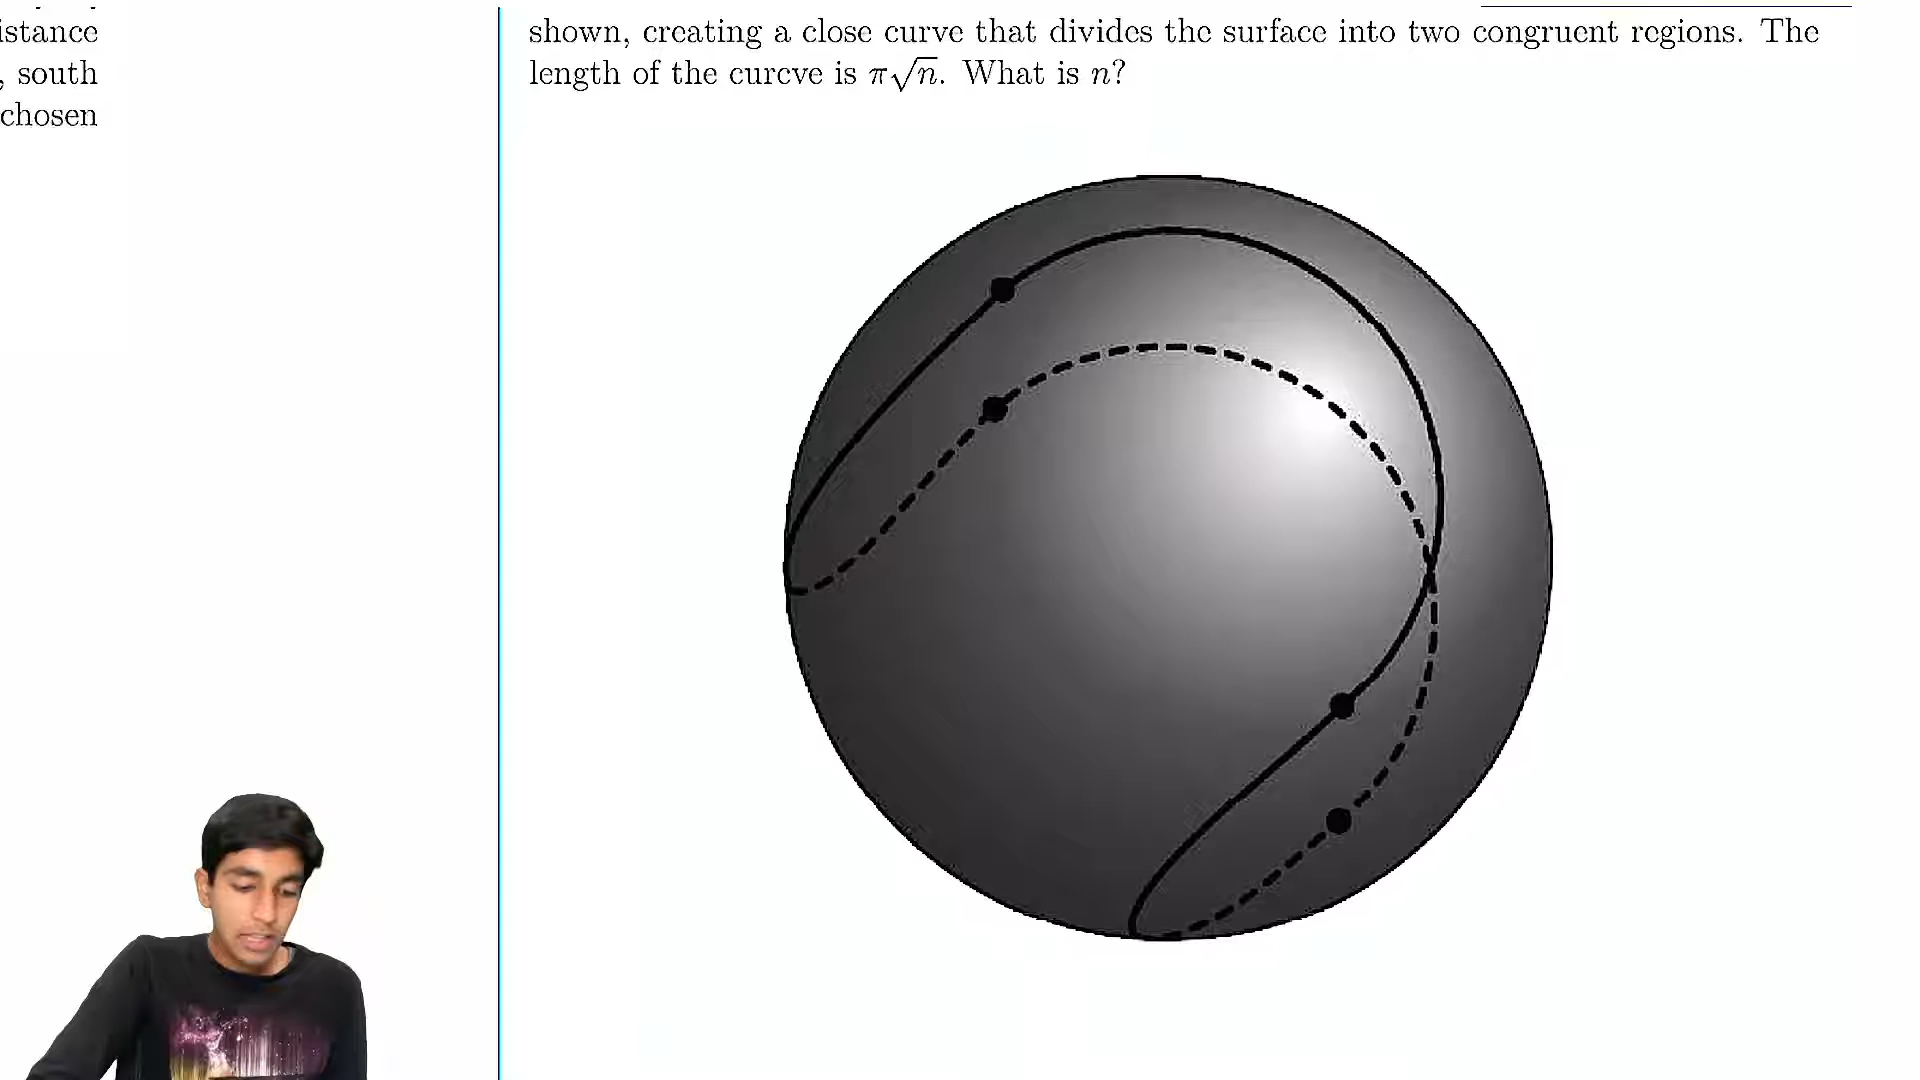 istance
, south
chosen
shown, creating a close curve that divides the surface into two congruent regions. The
length of the curcve is π√n. What is n?